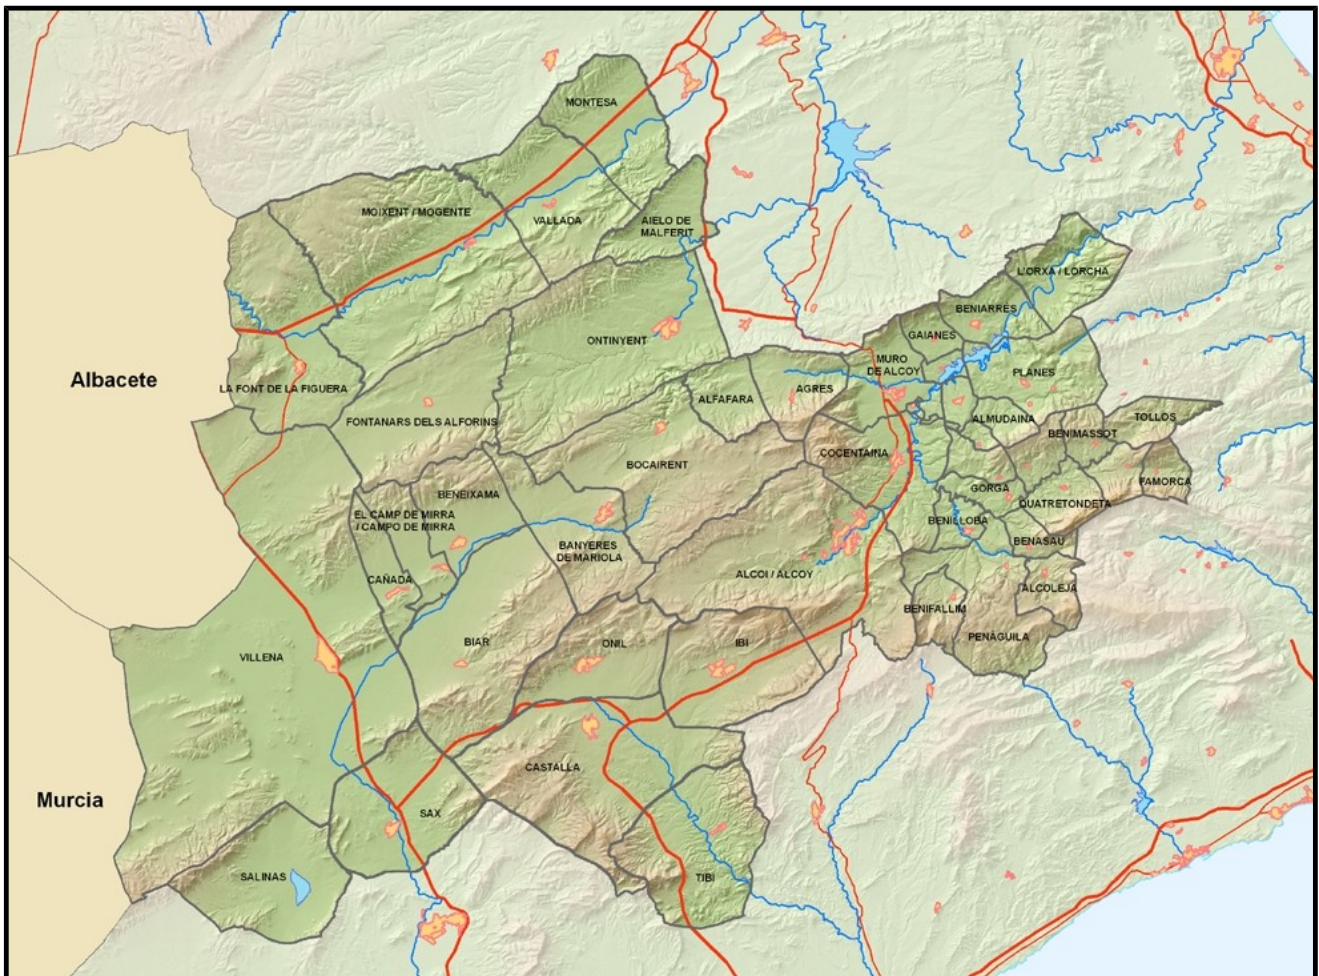 MONTESA
MOIXENT / MOGENTE
VALLADA
AIELO DE
MALFERIT
L'ORXA / LORCHA
BENIARRÉS
GAIANES
ONTINYENT
MURO
DE ALCOY
PLANES
Albacete
LA FONT DE LA FIGUERA
AGRES
ALFAFARA
FONTANARS DELS ALFORINS
ALMUDAINA
TOLLOS
BENIMASSOT
COCENTAINA
BOCAIRENT
FAMORCA
BENEIXAMA
GORGA
QUATRETONDETA
EL CAMP DE MIRRA
/ CAMPO DE MIRRA
BENILLOBA
BENASAU
BANYERES
DE MARIOLA
ALCOI / ALCOY
CAÑADA
ALCOLEJA
BENIFALLIM
PENÀGUILA
BIAR
ONIL
IBI
VILLENA
CASTALLA
Murcia
SAX
SALINAS
TIBI